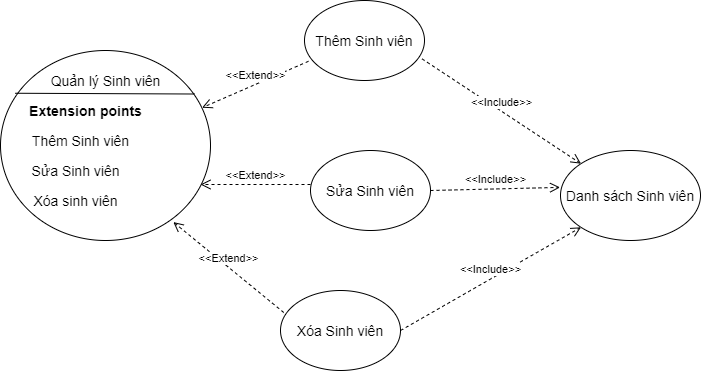 Quản lý Sinh viên
Extension points
Thêm Sinh viên
Sửa Sinh viên
Xóa sinh viên
Thêm Sinh viên
<<Extend>>
<<Include>>
<<Extend>>
Sửa Sinh viên
<<Include>>
Danh sách Sinh viên
<<Extend>>
<<Include>>
Xóa Sinh viên